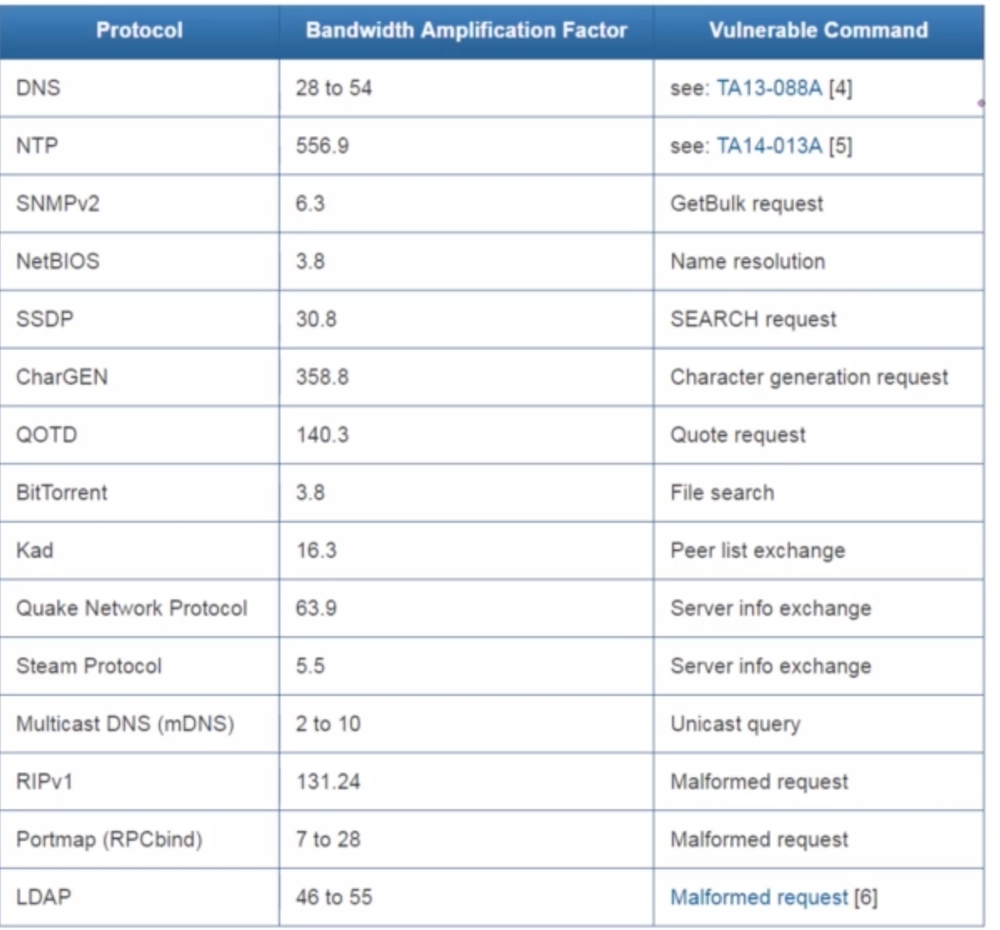 Protocol Bandwidth Amplification Factor Vulnerable Command
DNS 28 to 54 see: TA13-088A [4]
NTP 556.9 see: TA14-013A [5]
SNMPv2 6.3 GetBulk request
NetBIOS 3.8 Name resolution
SSDP 30.8 SEARCH request
CharGEN 358.8 Character generation request
QOTD 140.3 Quote request
BitTorrent 3.8 File search
Kad 16.3 Peer list exchange
Quake Network Protocol 63.9 Server info exchange
Steam Protocol 5.5 Server info exchange
Multicast DNS (mDNS) 2 to 10 Unicast query
RIPv1 131.24 Malformed request
Portmap (RPCbind) 7 to 28 Malformed request
LDAP 46 to 55 Malformed request [6]